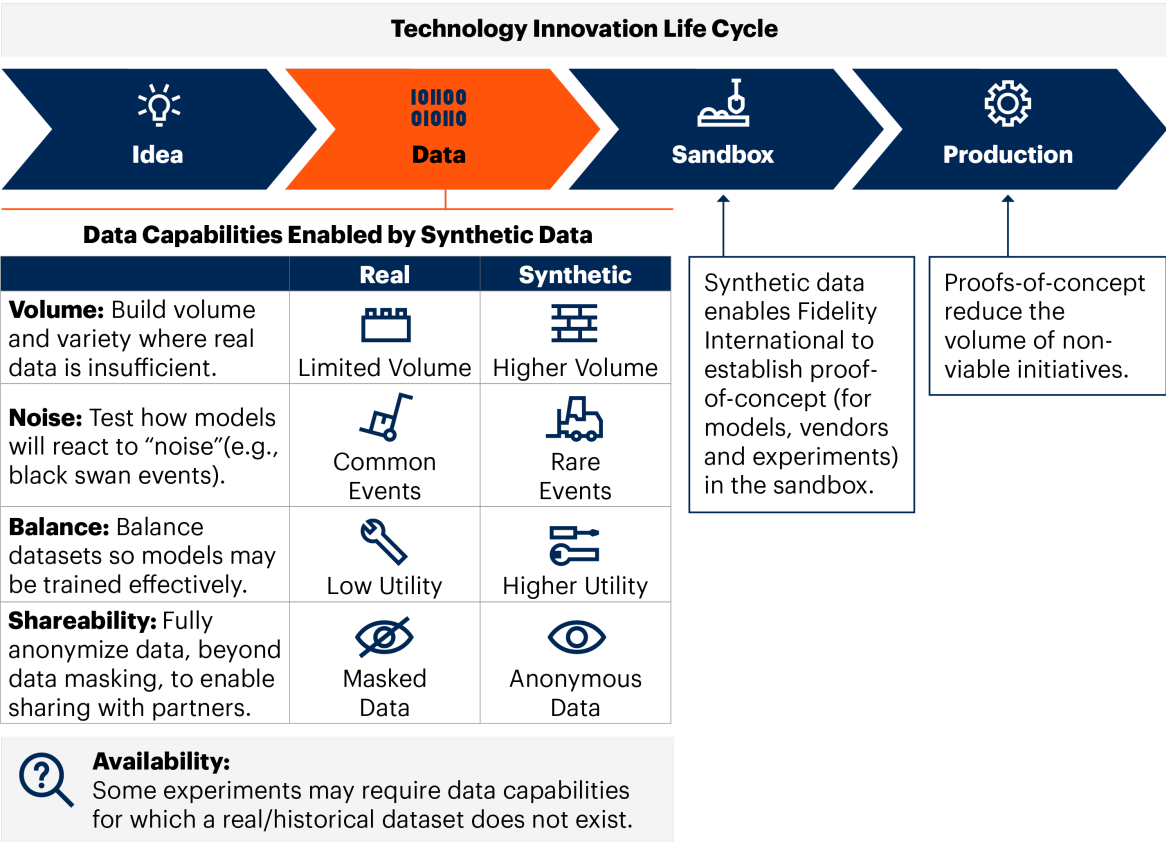 Technology Innovation Life Cycle
101100
010110
Idea
Data
Sandbox
Production
Data Capabilities Enabled by Synthetic Data
Real
Synthetic
Volume: Build volume
and variety where real
data is insufficient.
Limited Volume
Higher Volume
Noise: Test how models
will react to “noise”(e.g.,
black swan events).
Common
Events
Rare
Events
Balance: Balance
datasets so models may
be trained effectively.
Low Utility
Higher Utility
Shareability: Fully
anonymize data, beyond
data masking, to enable
sharing with partners.
Masked
Data
Anonymous
Data
?
Availability:
Some experiments may require data capabilities
for which a real/historical dataset does not exist.
Synthetic data
enables Fidelity
International to
establish proof-
of-concept (for
models, vendors
and experiments)
in the sandbox.
Proofs-of-concept
reduce the
volume of non-
viable initiatives.